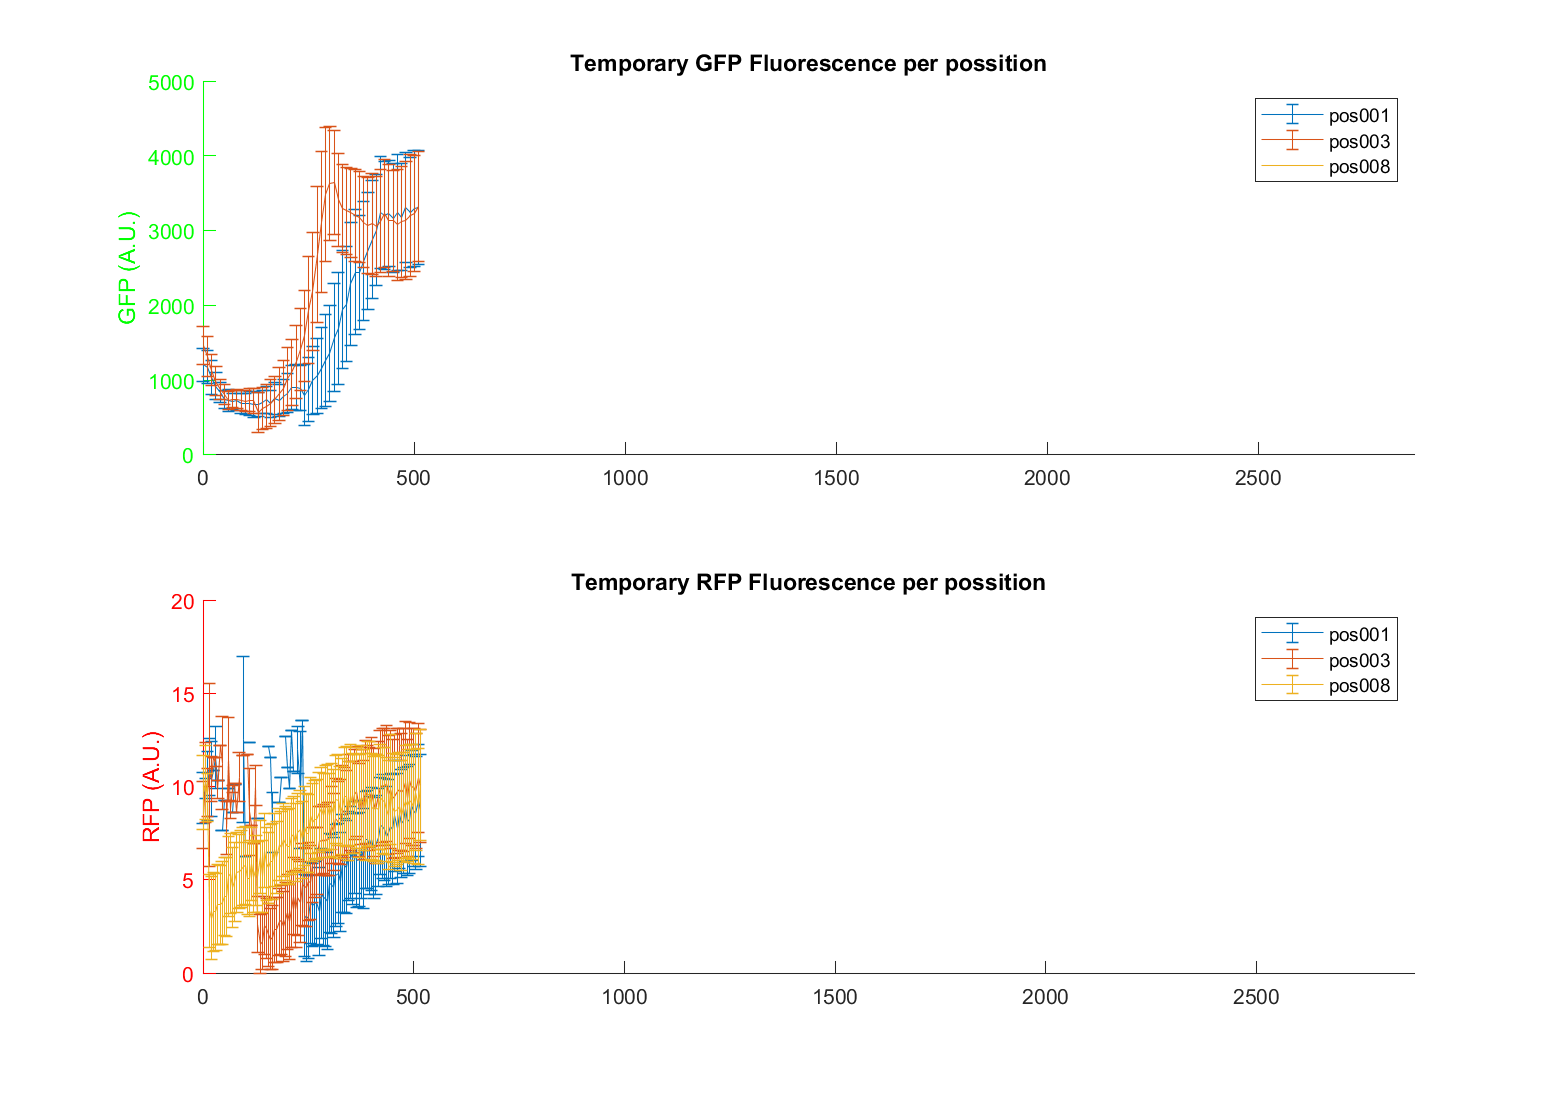 Temporary GFP Fluorescence per possition
5000
4000
3000
2000
1000
0
GFP (A.U.)
pos001
pos003
pos008
0 500 1000 1500 2000 2500
Temporary RFP Fluorescence per possition
20
15
10
5
0
RFP (A.U.)
pos001
pos003
pos008
0 500 1000 1500 2000 2500